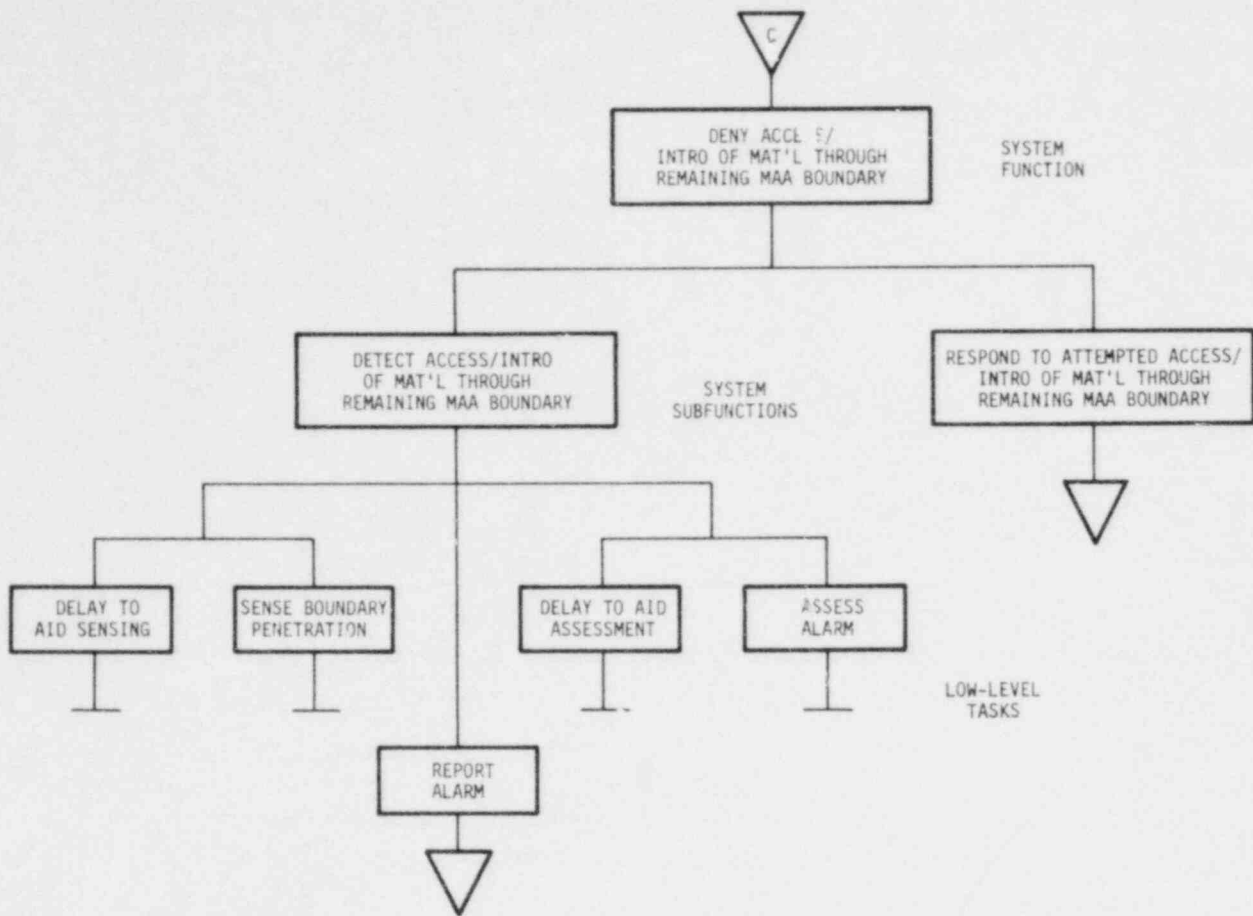 C
DENY ACCE S/
INTRO OF MAT'L THROUGH
REMAINING MAA BOUNDARY
SYSTEM
FUNCTION
DETECT ACCESS/INTRO
OF MAT'L THROUGH
REMAINING MAA BOUNDARY
SYSTEM
SUBFUNCTIONS
RESPOND TO ATTEMPTED ACCESS/
INTRO OF MAT'L THROUGH
REMAINING MAA BOUNDARY
DELAY TO
AID SENSING
SENSE BOUNDARY
PENETRATION
DELAY TO AID
ASSESSMENT
ASSESS
ALARM
LOW-LEVEL
TASKS
REPORT
ALARM